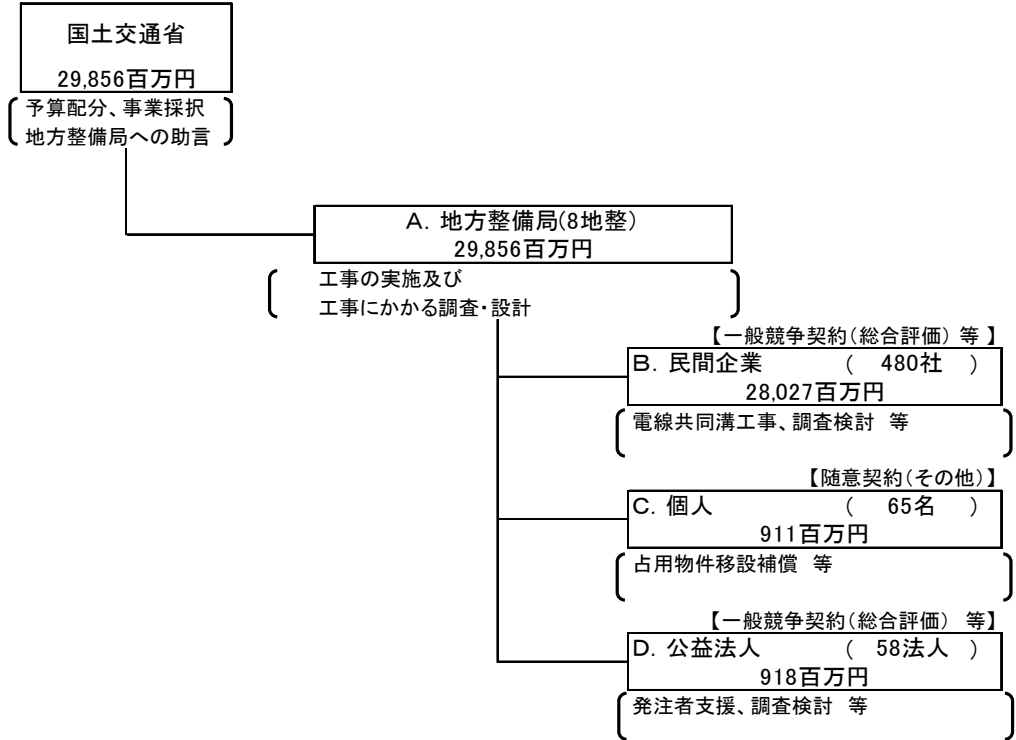 国土交通省
29,856百万円
予算配分、事業採択
地方整備局への助言
A. 地方整備局(8地整)
29,856百万円
工事の実施及び
工事にかかる調査・設計
【一般競争契約(総合評価) 等 】
B. 民間企業 ( 480社 )
28,027百万円
電線共同溝工事、調査検討 等
【随意契約(その他)】
C. 個人 ( 65名 )
911百万円
占用物件移設補償 等
【一般競争契約(総合評価) 等】
D. 公益法人 ( 58法人 )
918百万円
発注者支援、調査検討 等